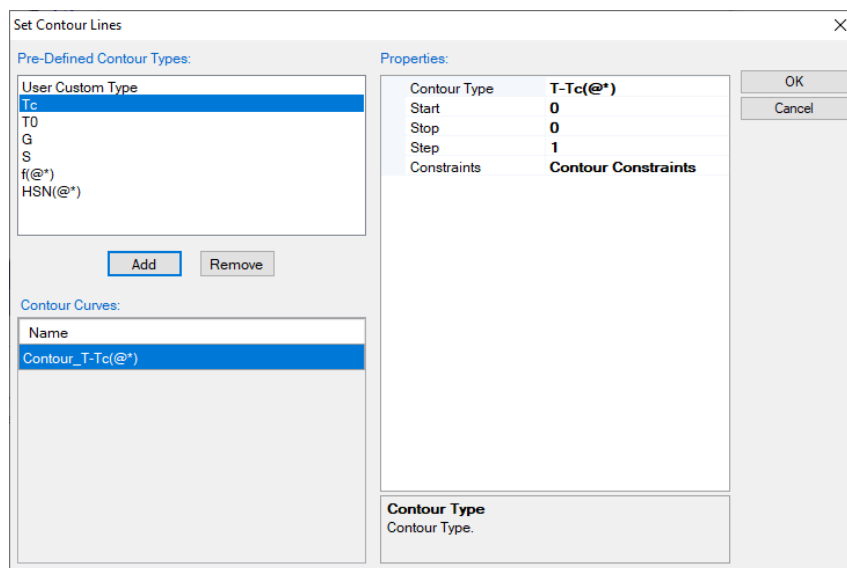 Set Contour Lines
Pre-Defined Contour Types:
User Custom Type
Tc
T0
G
S
f(@*)
HSN(@*)
Add
Remove
Contour Curves:
Name
Contour_T-Tc(@*)
Properties:
Contour Type T-Tc(@*)
Start 0
Stop 0
Step 1
Constraints Contour Constraints
Contour Type
Contour Type.
OK
Cancel